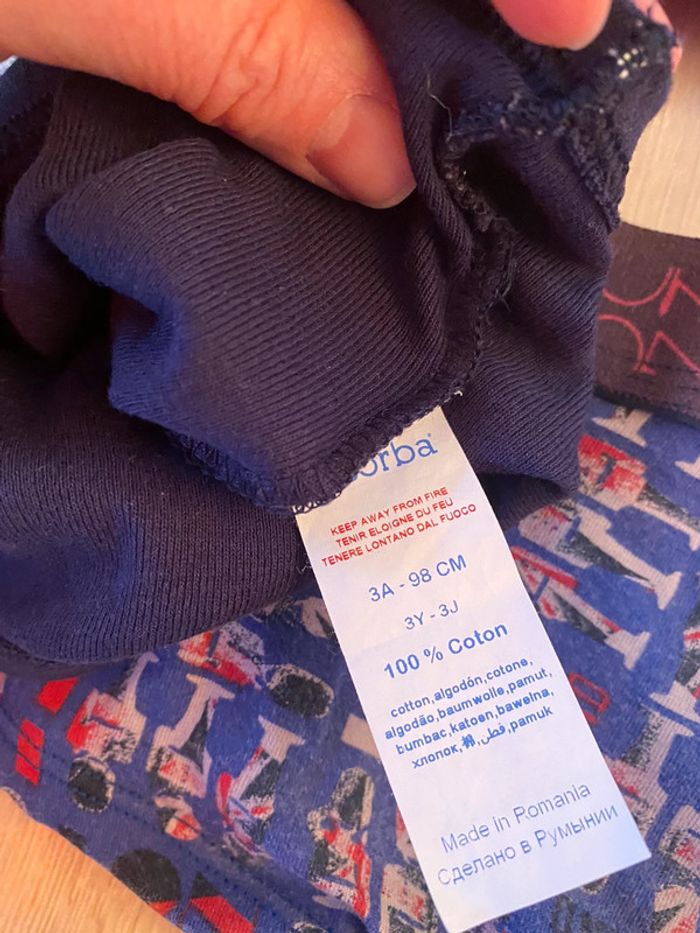 orba
KEEP AWAY FROM FIRE
TENIR ELOIGNE DU FEU
TENERE LONTANO DAL FUOCO
3A - 98 CM
3Y - 3J
100 % Coton
cotton,algodón,cotone,
algodão,baumwolle,pamut,
bumbac,katoen,bawełna,
хлопок,棉,قطن,pamuk
Made in Romania
Сделано в Румынии